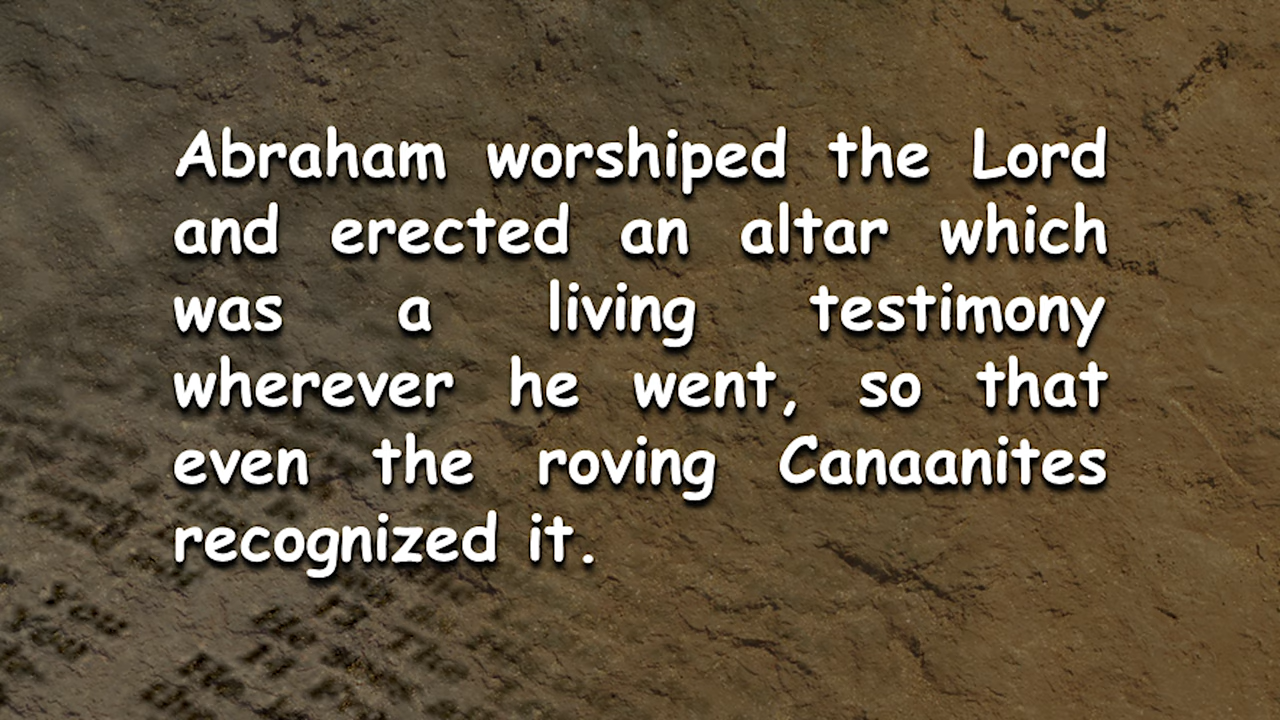 Abraham worshiped the Lord
and erected an altar which
was a living testimony
wherever he went, so that
even the roving Canaanites
recognized it.